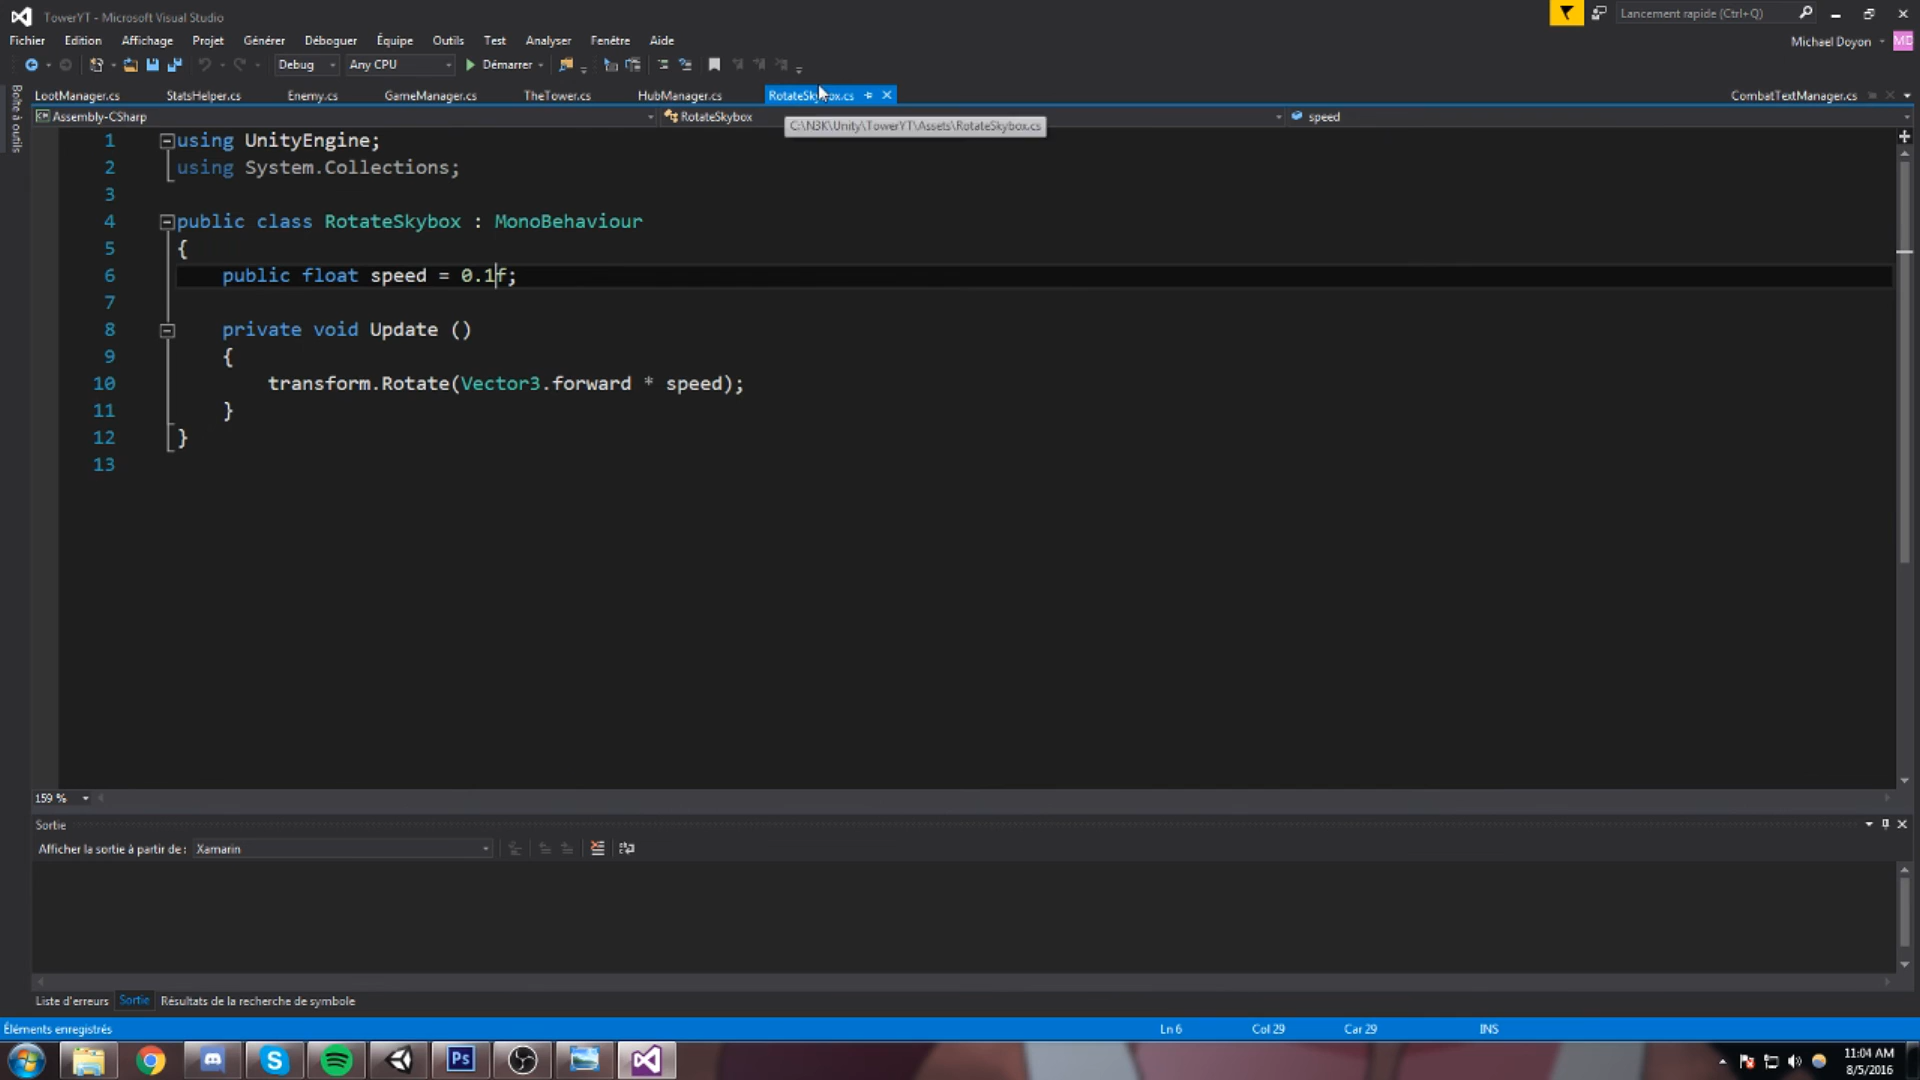 TowerYT - Microsoft Visual Studio
Lancement rapide (Ctrl+Q)
Fichier Edition Affichage Projet Générer Déboguer Équipe Outils Test Analyser Fenêtre Aide
Michael Doyon MD
Debug Any CPU Démarrer
Boîte à outils
LootManager.cs StatsHelper.cs Enemy.cs GameManager.cs TheTower.cs HubManager.cs RotateSkybox.cs CombatTextManager.cs
Assembly-CSharp RotateSkybox speed
C:\N3K\Unity\TowerYT\Assets\RotateSkybox.cs
1 using UnityEngine;
2 using System.Collections;
3
4 public class RotateSkybox : MonoBehaviour
5 {
6 public float speed = 0.1f;
7
8 private void Update ()
9 {
10 transform.Rotate(Vector3.forward * speed);
11 }
12 }
13
159 %
Sortie
Afficher la sortie à partir de : Xamarin
Liste d'erreurs Sortie Résultats de la recherche de symbole
Éléments enregistrés Ln 6 Col 29 Car 29 INS
Ps
11:04 AM
8/5/2016